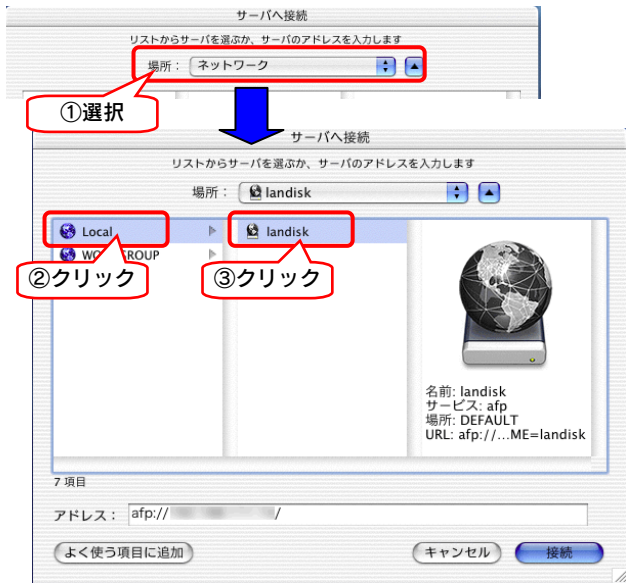 サーバへ接続
リストからサーバを選ぶか、サーバのアドレスを入力します
場所： ネットワーク
①選択
サーバへ接続
リストからサーバを選ぶか、サーバのアドレスを入力します
場所： landisk
Local
landisk
②クリック
③クリック
名前: landisk
サービス: afp
場所: DEFAULT
URL: afp://...ME=landisk
7 項目
アドレス： afp:// /
よく使う項目に追加
キャンセル
接続